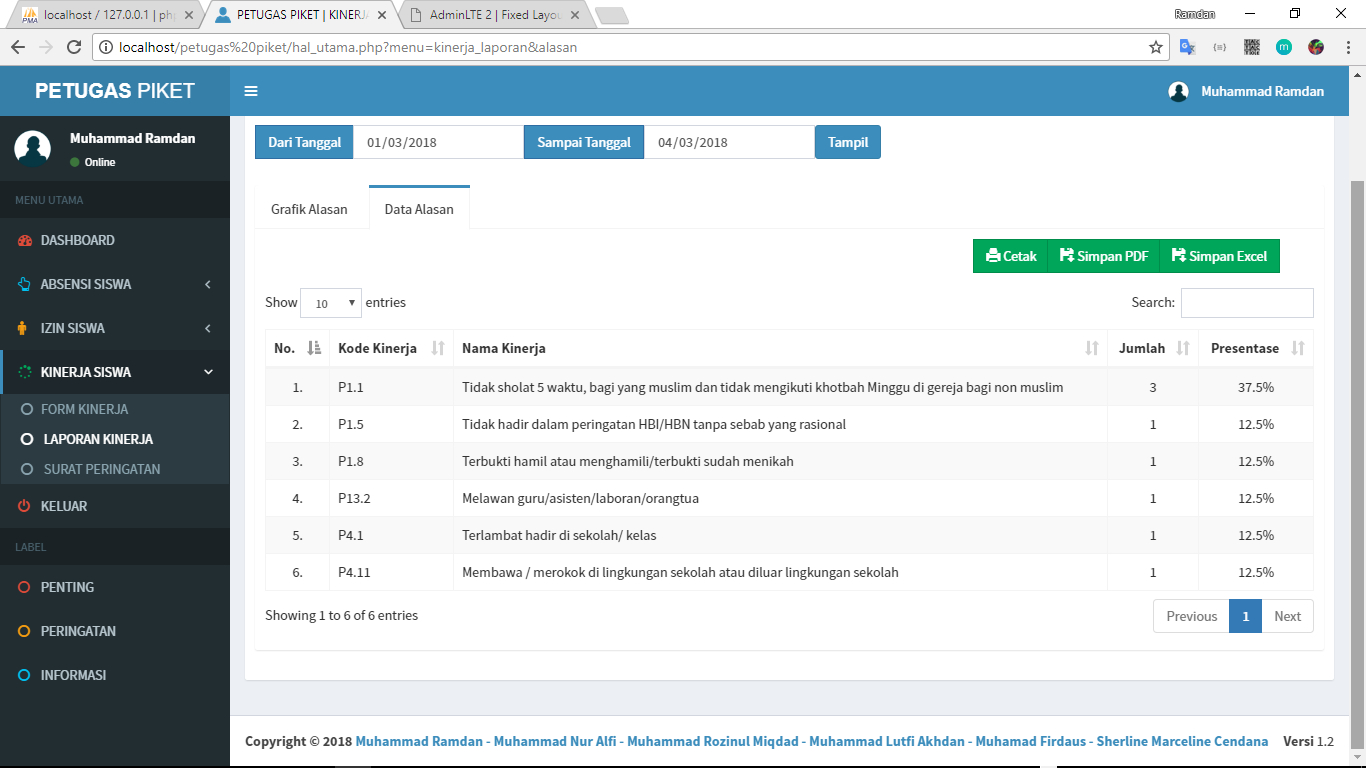 localhost / 127.0.0.1 | ph
PETUGAS PIKET | KINERJ
AdminLTE 2 | Fixed Layou
Ramdan
localhost/petugas%20piket/hal_utama.php?menu=kinerja_laporan&alasan
PETUGAS PIKET
Muhammad Ramdan
Muhammad Ramdan
Online
MENU UTAMA
DASHBOARD
ABSENSI SISWA
IZIN SISWA
KINERJA SISWA
FORM KINERJA
LAPORAN KINERJA
SURAT PERINGATAN
KELUAR
LABEL
PENTING
PERINGATAN
INFORMASI
Dari Tanggal 01/03/2018 Sampai Tanggal 04/03/2018 Tampil
Grafik Alasan Data Alasan
Cetak Simpan PDF Simpan Excel
Show 10 entries Search:
No. Kode Kinerja Nama Kinerja Jumlah Presentase
1. P1.1 Tidak sholat 5 waktu, bagi yang muslim dan tidak mengikuti khotbah Minggu di gereja bagi non muslim 3 37.5%
2. P1.5 Tidak hadir dalam peringatan HBI/HBN tanpa sebab yang rasional 1 12.5%
3. P1.8 Terbukti hamil atau menghamili/terbukti sudah menikah 1 12.5%
4. P13.2 Melawan guru/asisten/laboran/orangtua 1 12.5%
5. P4.1 Terlambat hadir di sekolah/ kelas 1 12.5%
6. P4.11 Membawa / merokok di lingkungan sekolah atau diluar lingkungan sekolah 1 12.5%
Showing 1 to 6 of 6 entries Previous 1 Next
Copyright © 2018 Muhammad Ramdan - Muhammad Nur Alfi - Muhammad Rozinul Miqdad - Muhammad Lutfi Akhdan - Muhamad Firdaus - Sherline Marceline Cendana Versi 1.2